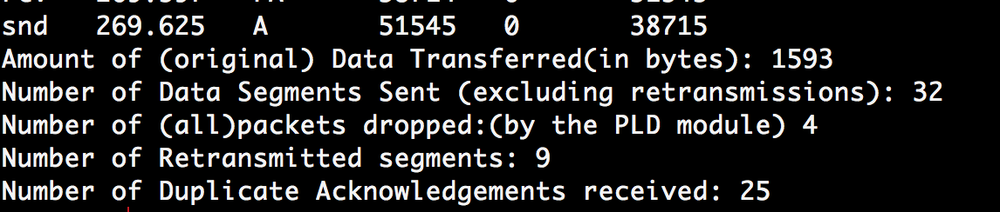 snd 269.625 A 51545 0 38715
Amount of (original) Data Transferred(in bytes): 1593
Number of Data Segments Sent (excluding retransmissions): 32
Number of (all)packets dropped:(by the PLD module) 4
Number of Retransmitted segments: 9
Number of Duplicate Acknowledgements received: 25